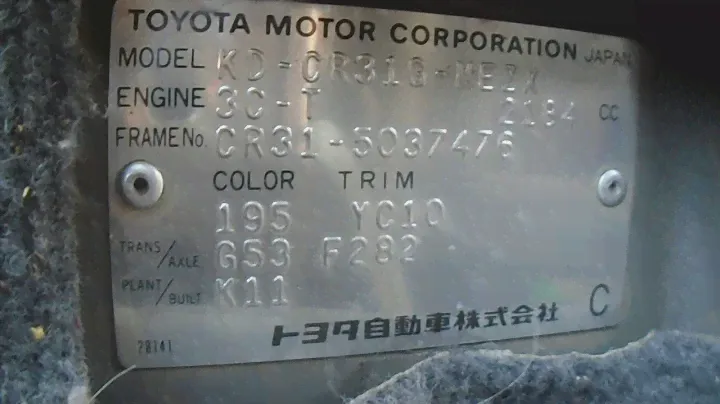 TOYOTA MOTOR CORPORATION JAPAN
MODEL KD-CR31G-MEZX
ENGINE 3C-T 2184 CC
FRAME No. CR31-5037476
COLOR TRIM
195 YC10
TRANS/AXLE G53 F282
PLANT/BUILT K11
トヨタ自動車株式会社 C
28141